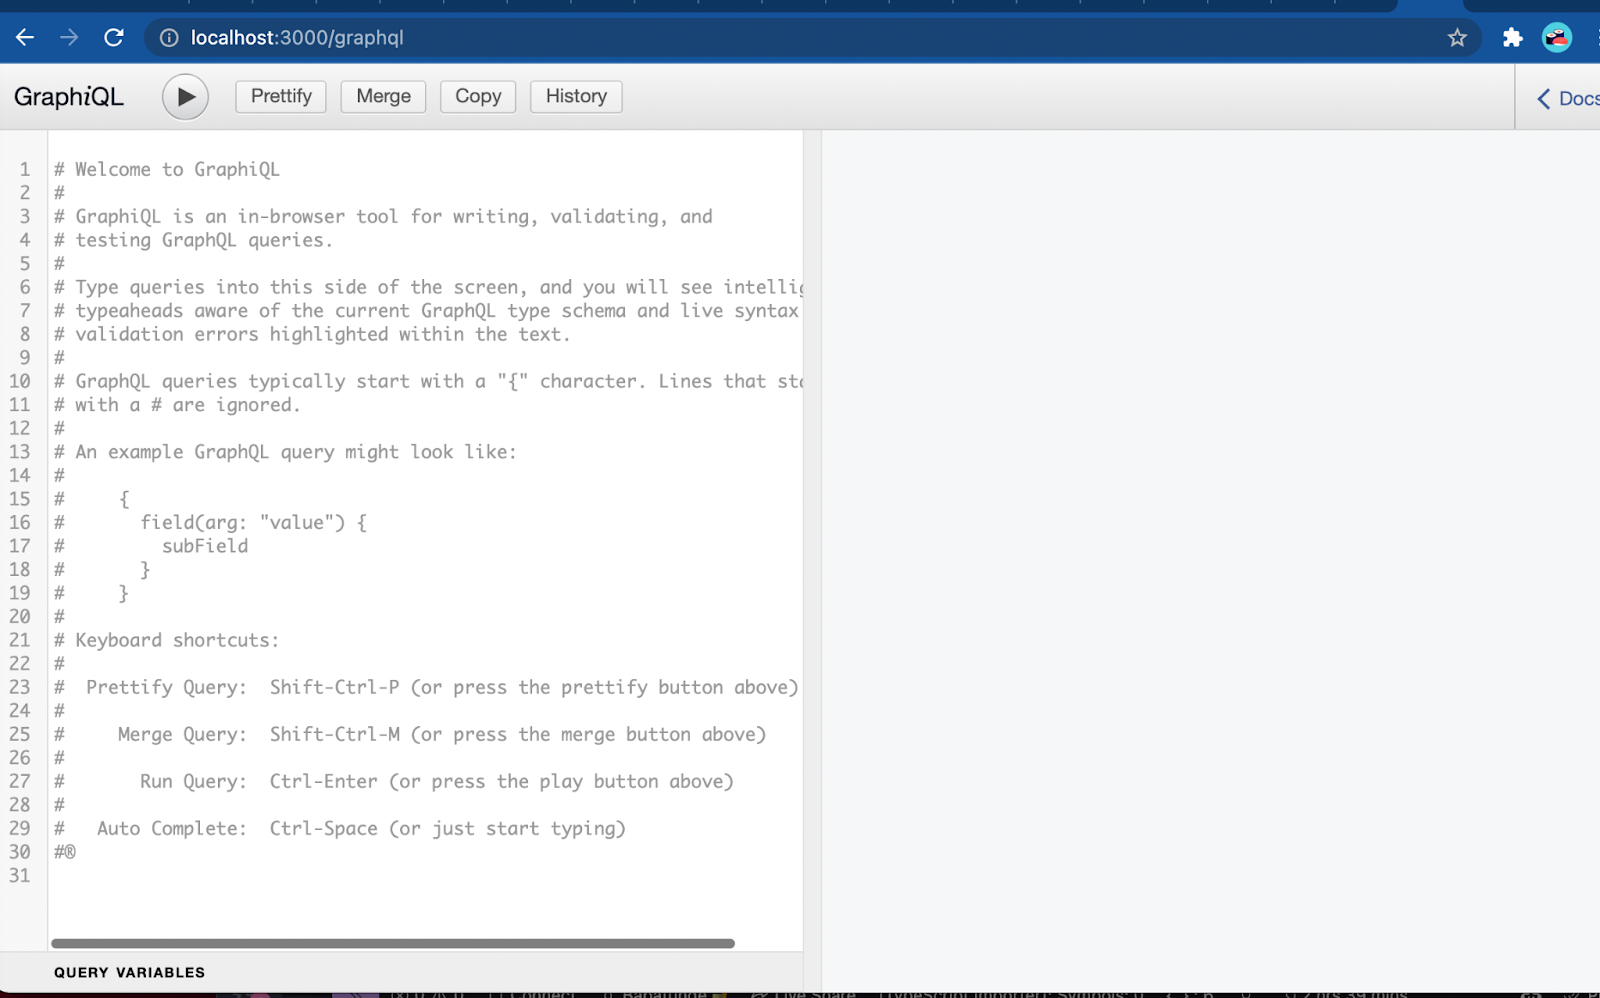 localhost:3000/graphql
GraphiQL Prettify Merge Copy History Docs
1 # Welcome to GraphiQL
2 #
3 # GraphiQL is an in-browser tool for writing, validating, and
4 # testing GraphQL queries.
5 #
6 # Type queries into this side of the screen, and you will see intellig
7 # typeaheads aware of the current GraphQL type schema and live syntax
8 # validation errors highlighted within the text.
9 #
10 # GraphQL queries typically start with a "{" character. Lines that sta
11 # with a # are ignored.
12 #
13 # An example GraphQL query might look like:
14 #
15 #     {
16 #       field(arg: "value") {
17 #         subField
18 #       }
19 #     }
20 #
21 # Keyboard shortcuts:
22 #
23 #  Prettify Query:  Shift-Ctrl-P (or press the prettify button above)
24 #
25 #     Merge Query:  Shift-Ctrl-M (or press the merge button above)
26 #
27 #       Run Query:  Ctrl-Enter (or press the play button above)
28 #
29 #   Auto Complete:  Ctrl-Space (or just start typing)
30 #®
31
QUERY VARIABLES